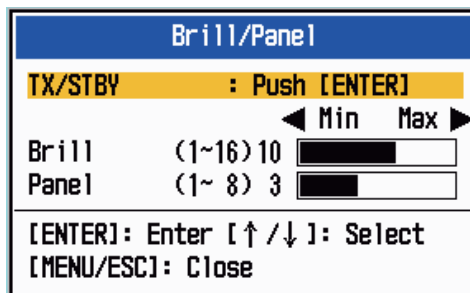 Brill/Panel
TX/STBY : Push [ENTER]
◀ Min Max ▶
Brill (1~16) 10
Panel (1~ 8) 3
[ENTER]: Enter [↑/↓]: Select
[MENU/ESC]: Close